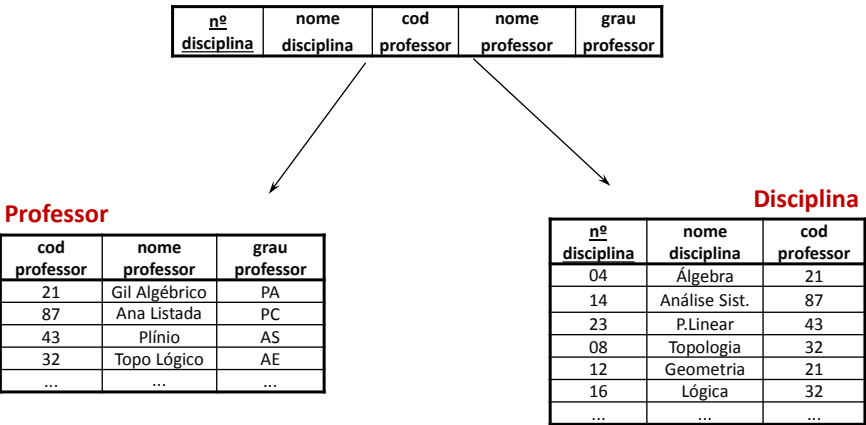 nº nome cod nome grau
disciplina disciplina professor professor professor
Professor
cod nome grau
professor professor professor
21 Gil Algébrico PA
87 Ana Listada PC
43 Plínio AS
32 Topo Lógico AE
... ... ...
Disciplina
nº nome cod
disciplina disciplina professor
04 Álgebra 21
14 Análise Sist. 87
23 P.Linear 43
08 Topologia 32
12 Geometria 21
16 Lógica 32
... ... ...